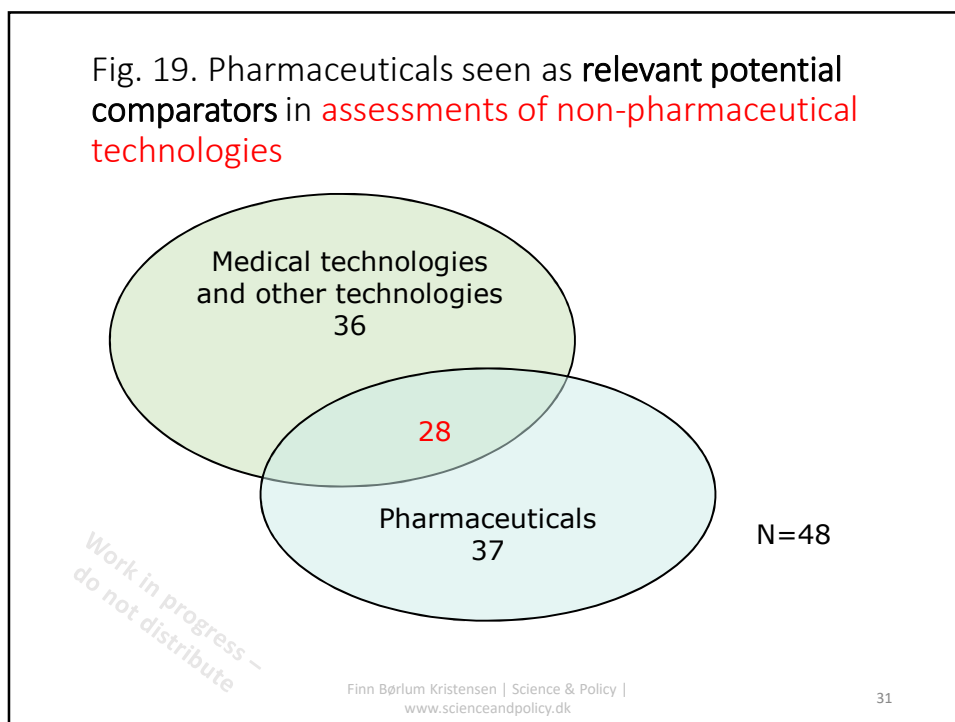 Fig. 19. Pharmaceuticals seen as relevant potential
comparators in assessments of non-pharmaceutical
technologies
Medical technologies
and other technologies
36
28
Pharmaceuticals
37
N=48
Work in progress –
do not distribute
Finn Børlum Kristensen | Science & Policy |
www.scienceandpolicy.dk
31